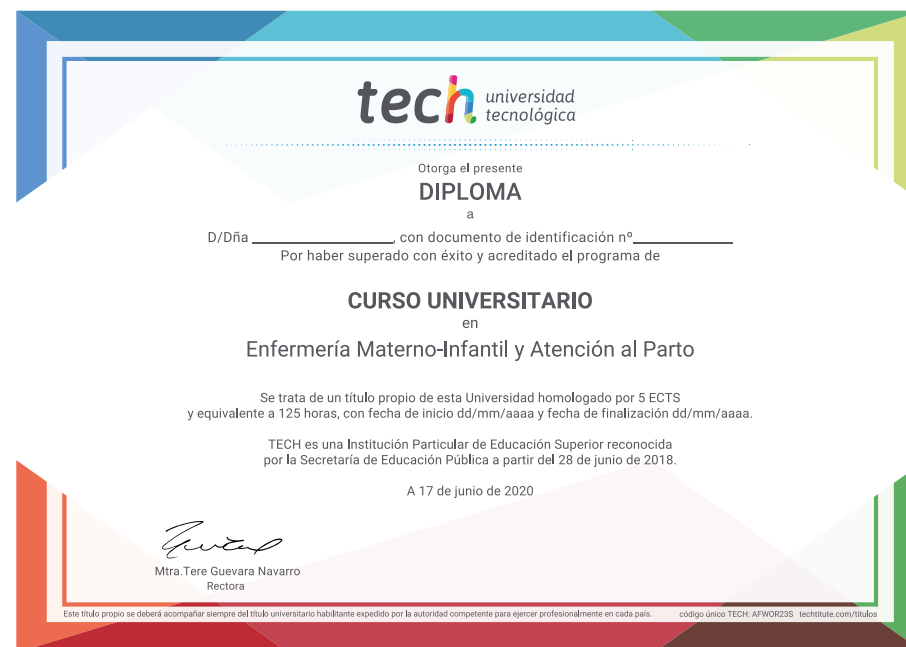 tech universidad
tecnológica
Otorga el presente
DIPLOMA
a
D/Dña ____________________, con documento de identificación nº______________
Por haber superado con éxito y acreditado el programa de
CURSO UNIVERSITARIO
en
Enfermería Materno-Infantil y Atención al Parto
Se trata de un título propio de esta Universidad homologado por 5 ECTS
y equivalente a 125 horas, con fecha de inicio dd/mm/aaaa y fecha de finalización dd/mm/aaaa.
TECH es una Institución Particular de Educación Superior reconocida
por la Secretaría de Educación Pública a partir del 28 de junio de 2018.
A 17 de junio de 2020
Mtra.Tere Guevara Navarro
Rectora
Este título propio se deberá acompañar siempre del título universitario habilitante expedido por la autoridad competente para ejercer profesionalmente en cada país. código único TECH: AFWOR23S techtitute.com/titulos